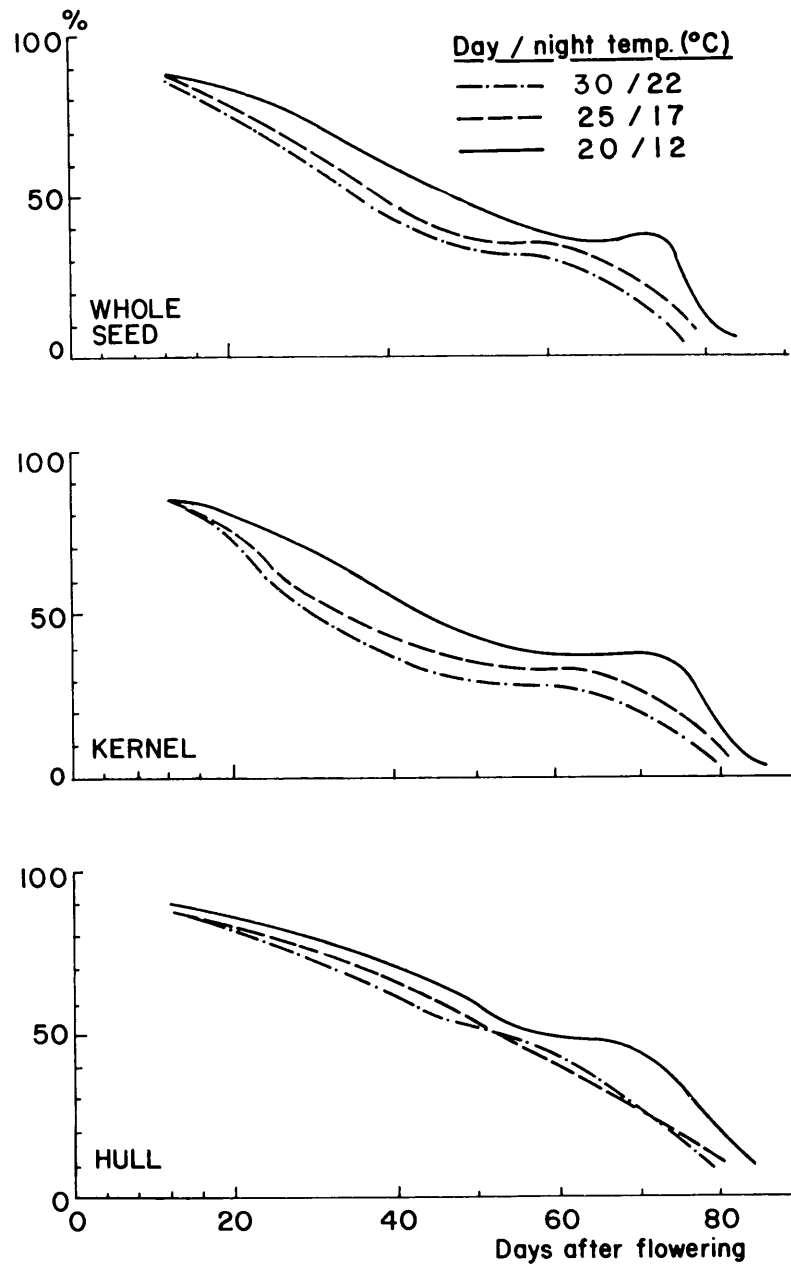 %
100
50
0
Day / night temp. (°C)
30 / 22
25 / 17
20 / 12
WHOLE
SEED
100
50
0
KERNEL
100
50
0
HULL
0 20 40 60 80
Days after flowering